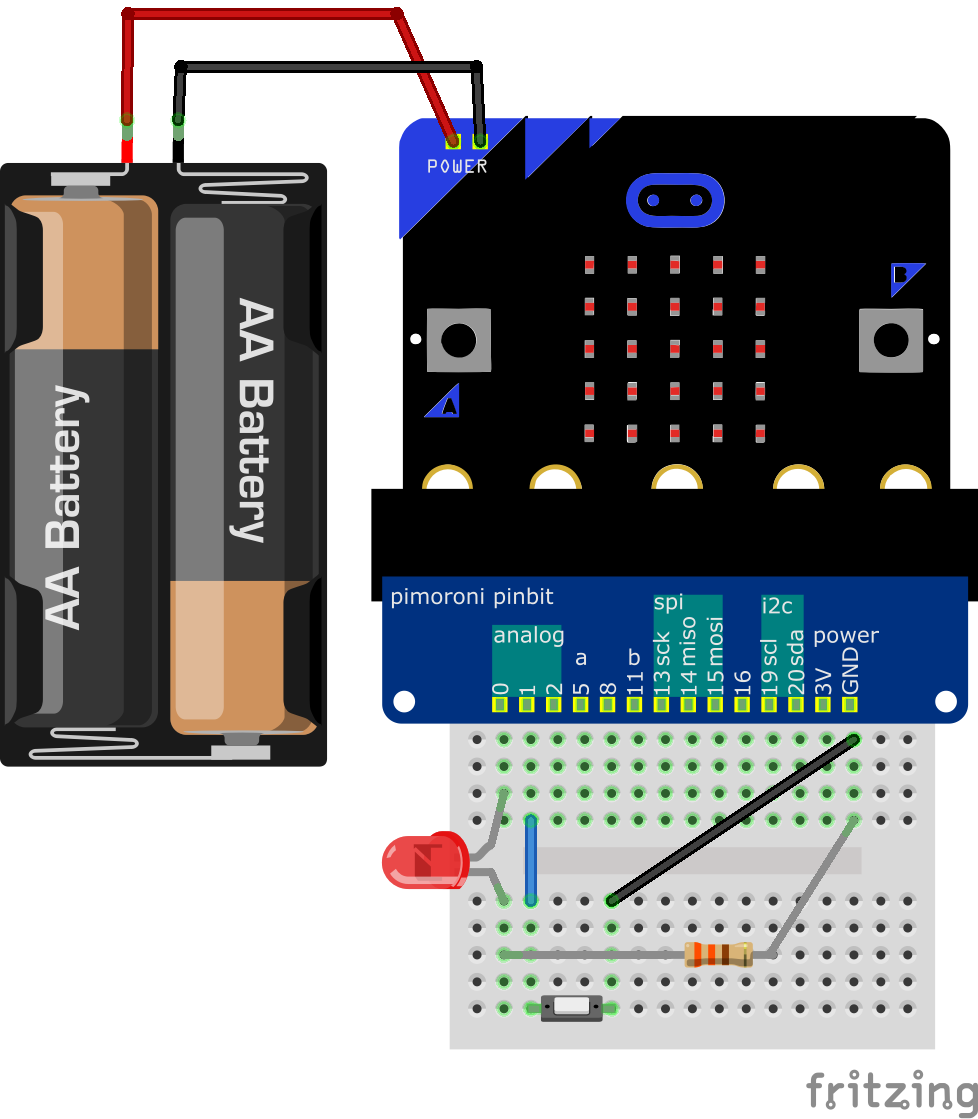 POWER
B
A
AA Battery
AA Battery
pimoroni pinbit
spi
i2c
analog
power
a
b
0
1
2
5
8
11
13 sck
14 miso
15 mosi
16
19 scl
20 sda
3V
GND
fritzing